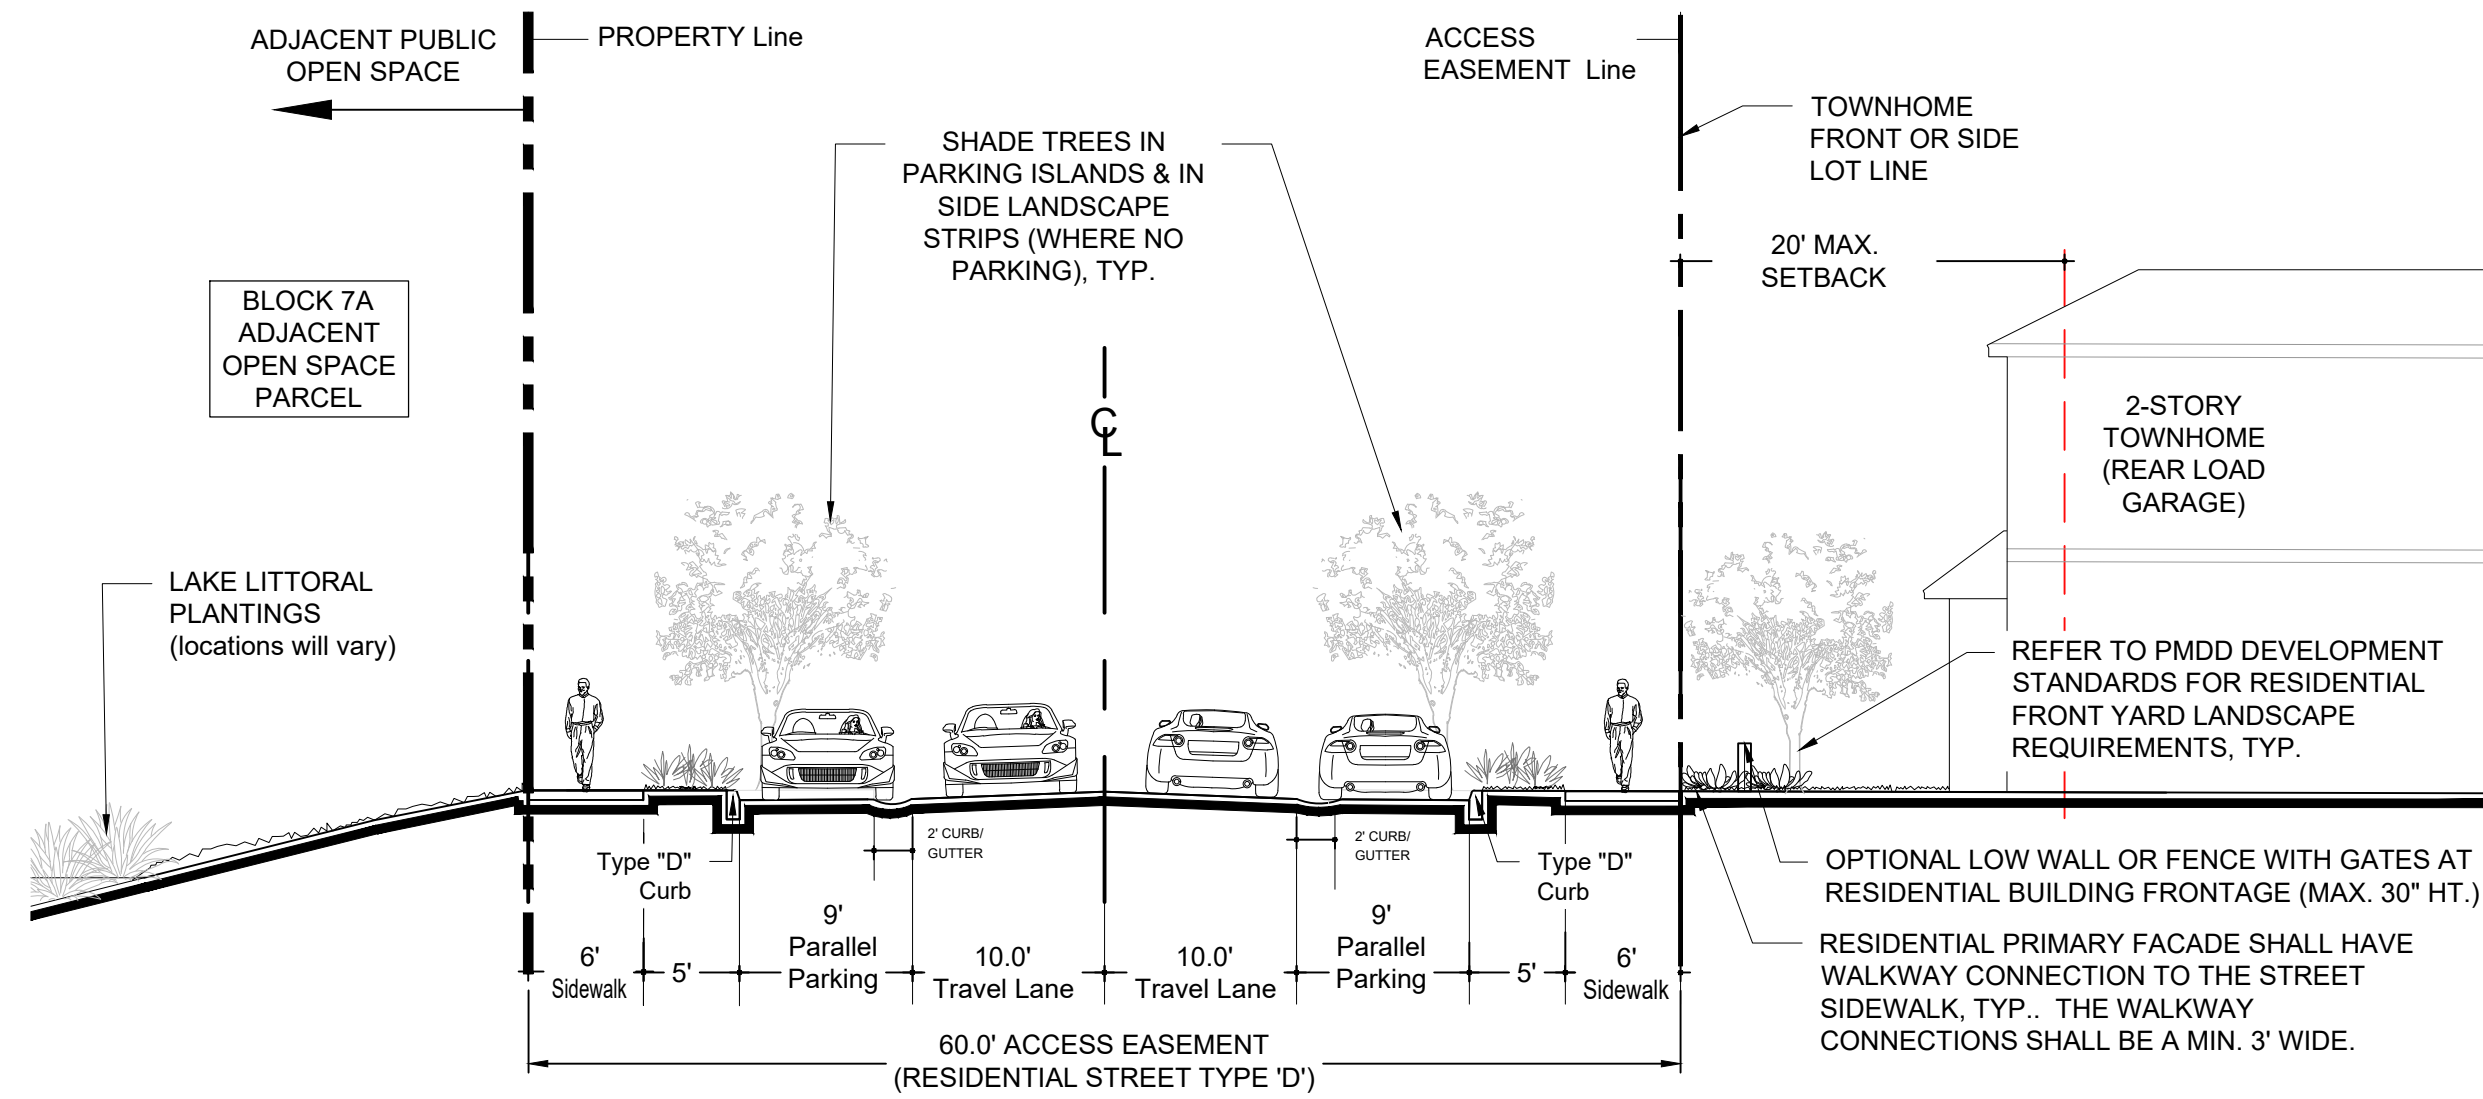 ADJACENT PUBLIC
OPEN SPACE
PROPERTY Line
ACCESS
EASEMENT Line
TOWNHOME
FRONT OR SIDE
LOT LINE
SHADE TREES IN
PARKING ISLANDS & IN
SIDE LANDSCAPE
STRIPS (WHERE NO
PARKING), TYP.
20' MAX.
SETBACK
BLOCK 7A
ADJACENT
OPEN SPACE
PARCEL
CL
2-STORY
TOWNHOME
(REAR LOAD
GARAGE)
LAKE LITTORAL
PLANTINGS
(locations will vary)
REFER TO PMDD DEVELOPMENT
STANDARDS FOR RESIDENTIAL
FRONT YARD LANDSCAPE
REQUIREMENTS, TYP.
Type "D"
Curb
2' CURB/
GUTTER
2' CURB/
GUTTER
Type "D"
Curb
OPTIONAL LOW WALL OR FENCE WITH GATES AT
RESIDENTIAL BUILDING FRONTAGE (MAX. 30" HT.)
RESIDENTIAL PRIMARY FACADE SHALL HAVE
WALKWAY CONNECTION TO THE STREET
SIDEWALK, TYP.. THE WALKWAY
CONNECTIONS SHALL BE A MIN. 3' WIDE.
6'
Sidewalk
5'
9'
Parallel
Parking
10.0'
Travel Lane
10.0'
Travel Lane
9'
Parallel
Parking
5'
6'
Sidewalk
60.0' ACCESS EASEMENT
(RESIDENTIAL STREET TYPE 'D')